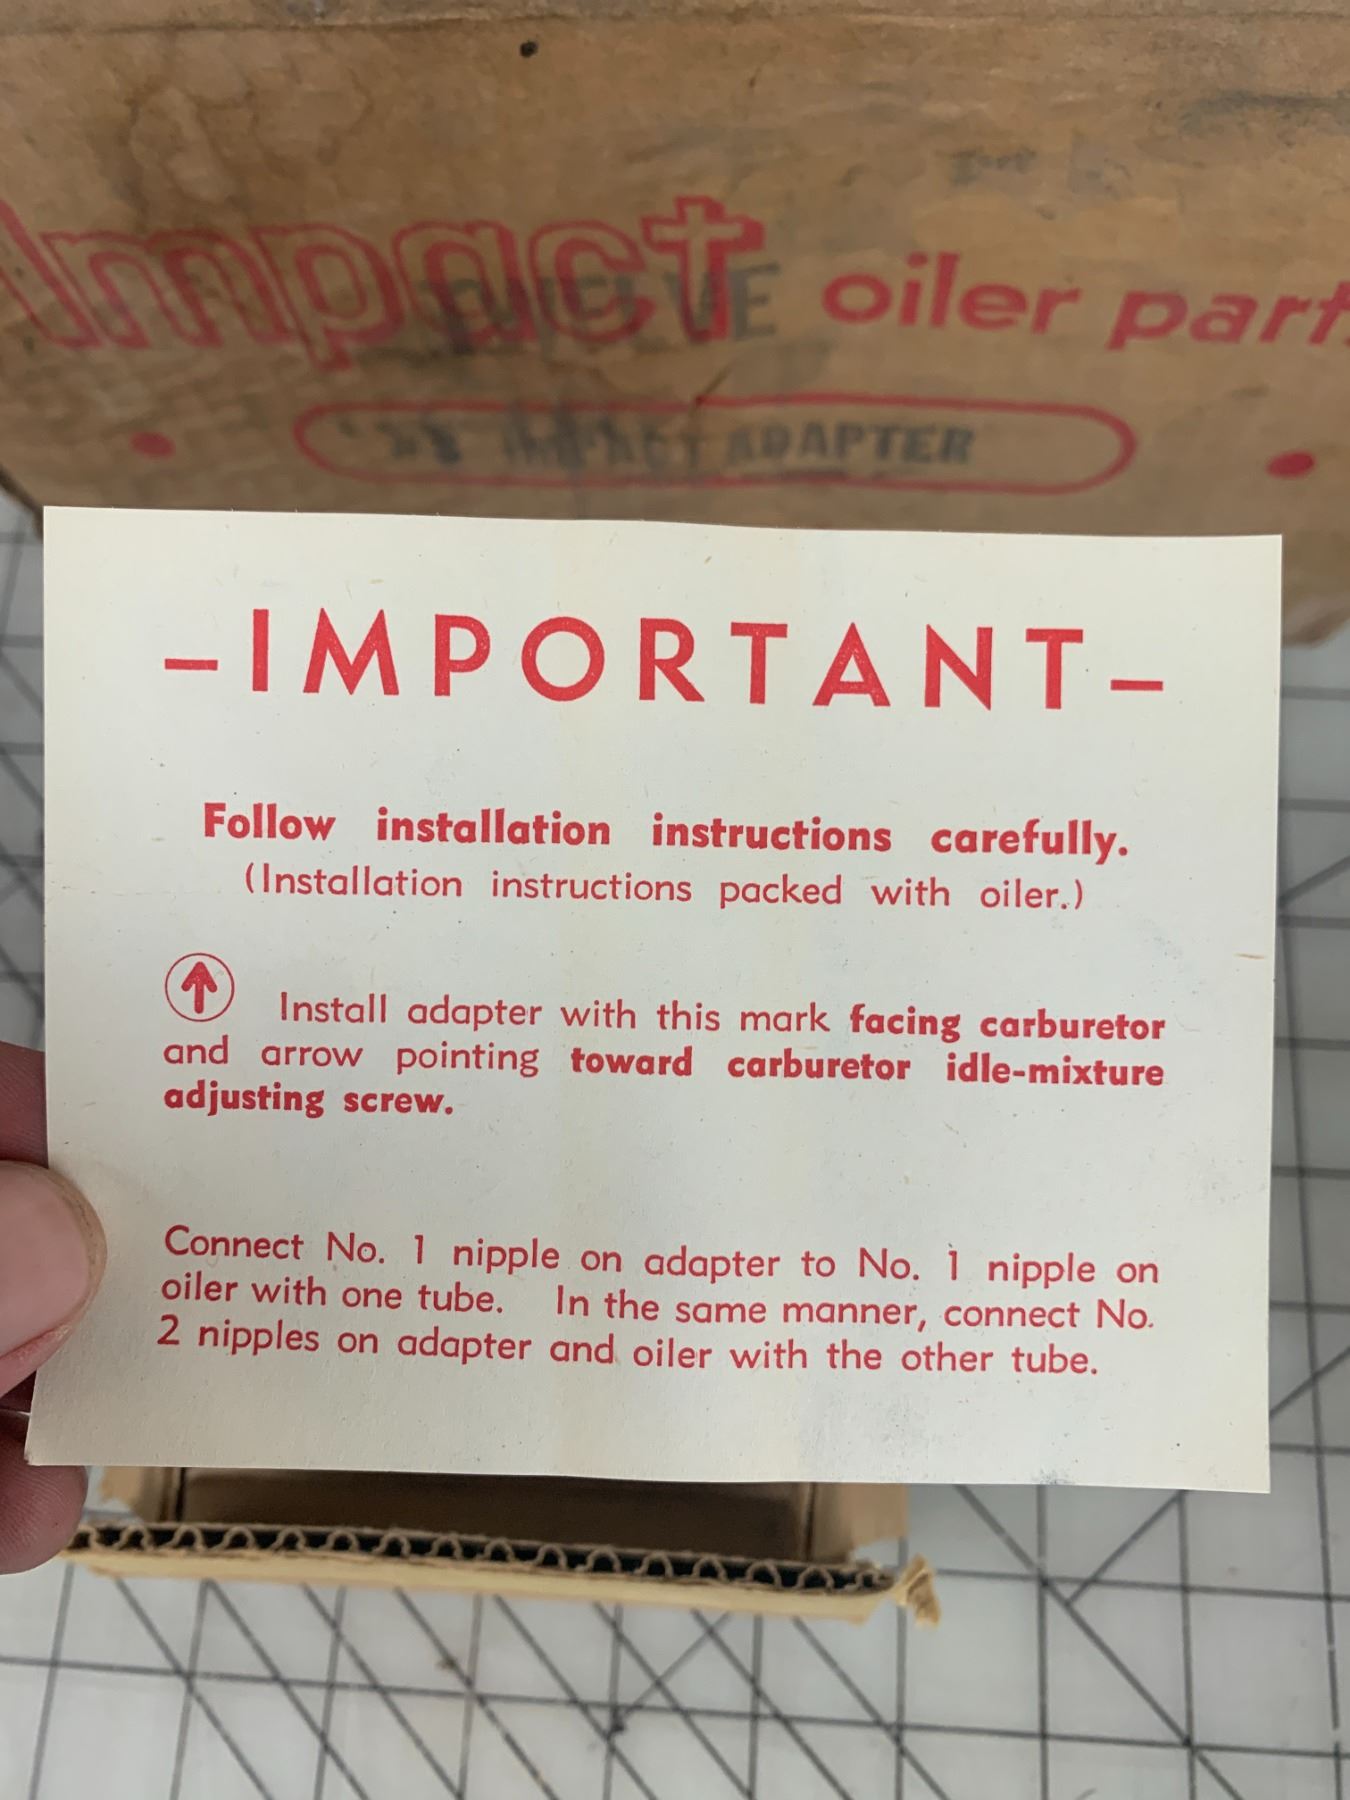 Impact oiler part
TWELVE
IMPACT ADAPTER
–IMPORTANT–
Follow installation instructions carefully.
(Installation instructions packed with oiler.)
Install adapter with this mark facing carburetor
and arrow pointing toward carburetor idle-mixture
adjusting screw.
Connect No. 1 nipple on adapter to No. 1 nipple on
oiler with one tube. In the same manner, connect No.
2 nipples on adapter and oiler with the other tube.